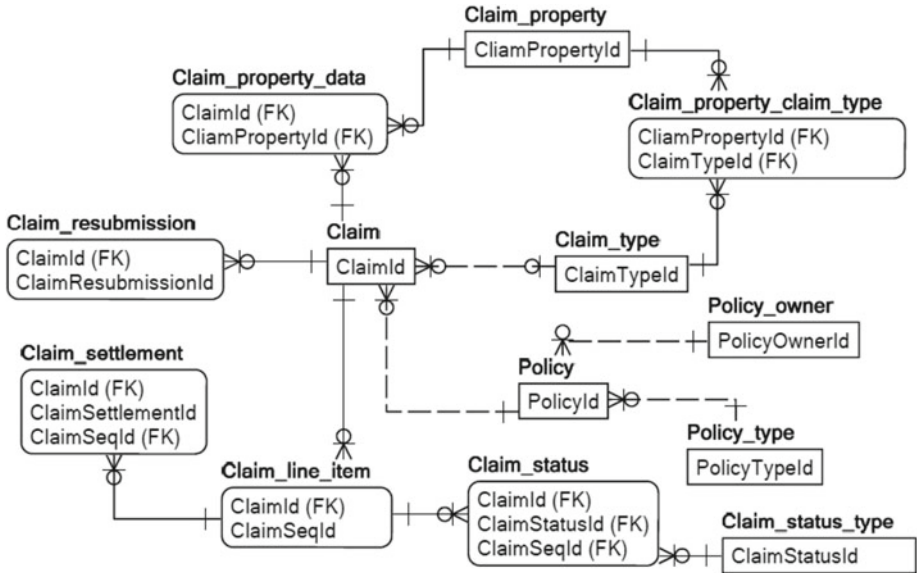 Claim_property
CliamPropertyId
Claim_property_data
ClaimId (FK)
CliamPropertyId (FK)
Claim_property_claim_type
CliamPropertyId (FK)
ClaimTypeId (FK)
Claim_resubmission
ClaimId (FK)
ClaimResubmissionId
Claim
ClaimId
Claim_type
ClaimTypeId
Policy_owner
PolicyOwnerId
Claim_settlement
ClaimId (FK)
ClaimSettlementId
ClaimSeqId (FK)
Policy
PolicyId
Policy_type
PolicyTypeId
Claim_line_item
ClaimId (FK)
ClaimSeqId
Claim_status
ClaimId (FK)
ClaimStatusId (FK)
ClaimSeqId (FK)
Claim_status_type
ClaimStatusId